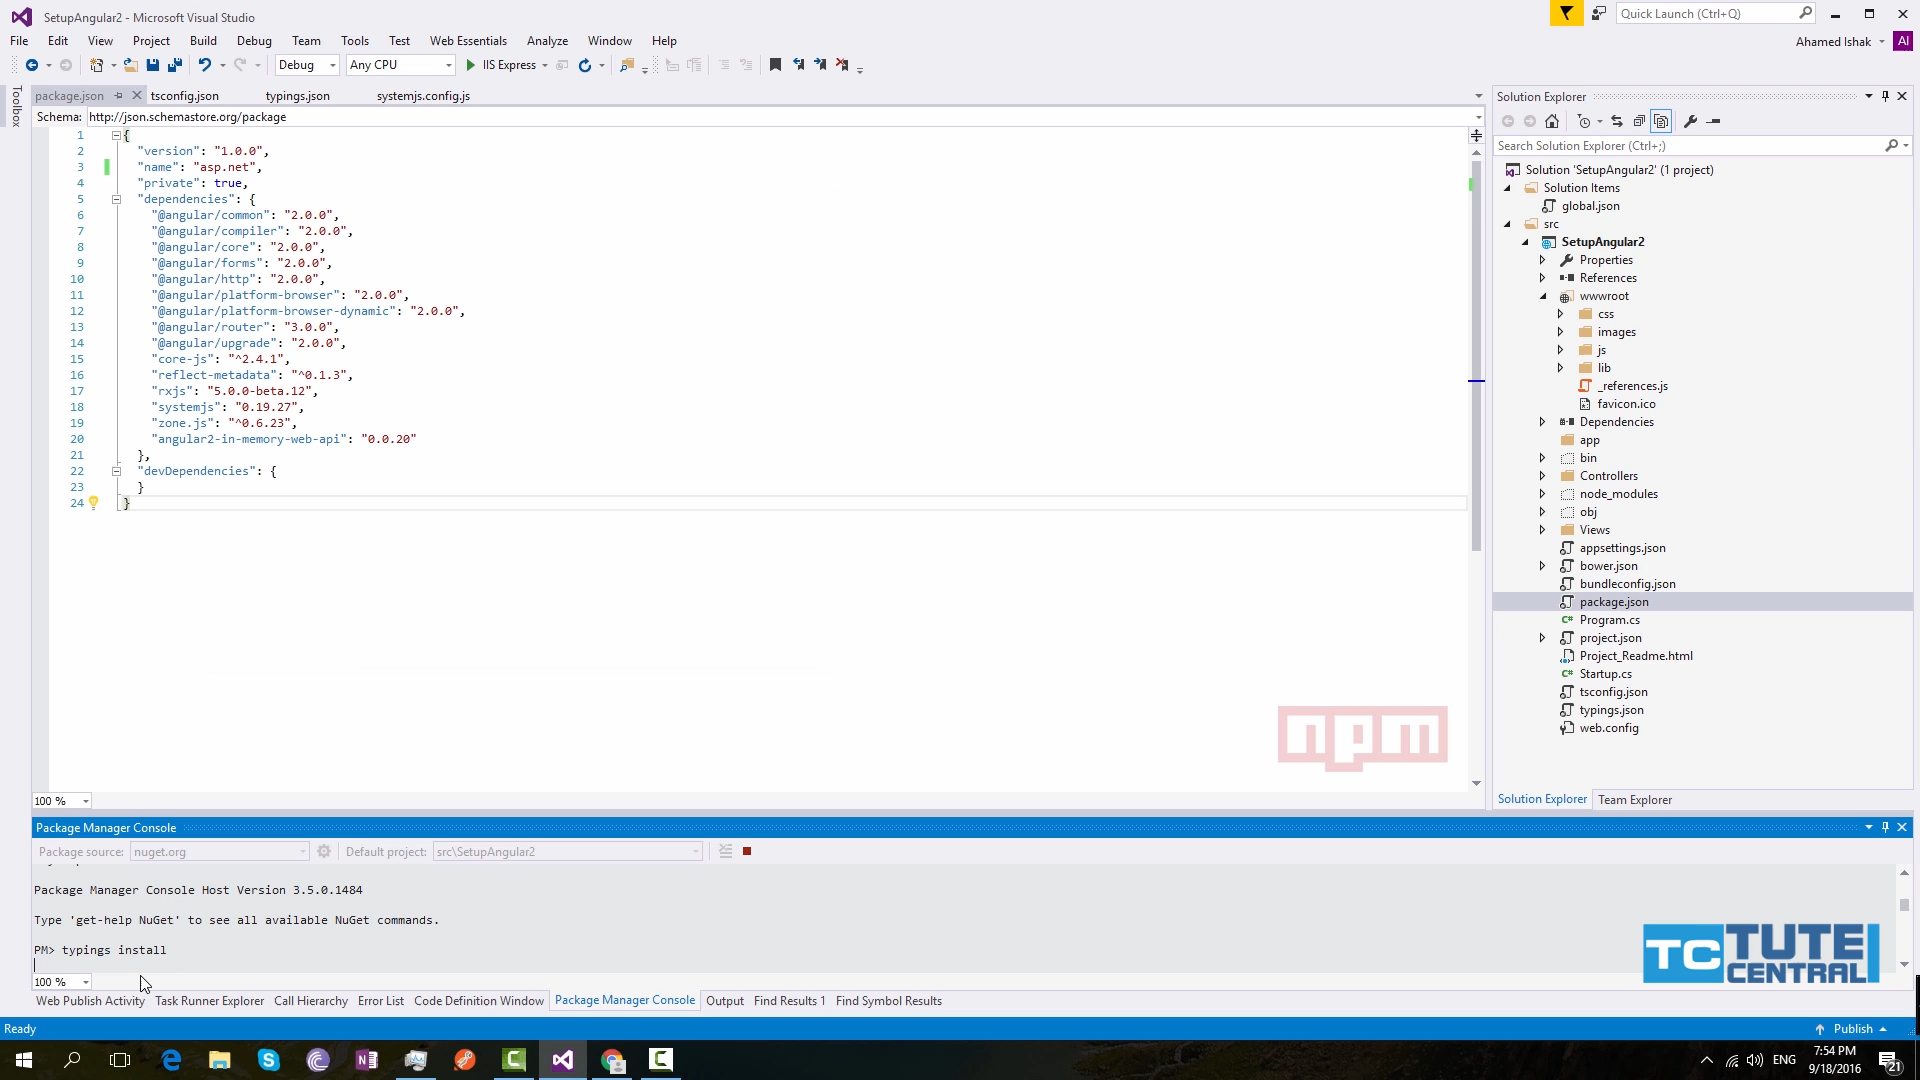 SetupAngular2 - Microsoft Visual Studio
Quick Launch (Ctrl+Q)
File Edit View Project Build Debug Team Tools Test Web Essentials Analyze Window Help
Ahamed Ishak AI
Debug Any CPU IIS Express
Toolbox
package.json tsconfig.json typings.json systemjs.config.js
Schema: http://json.schemastore.org/package
1 {
2 "version": "1.0.0",
3 "name": "asp.net",
4 "private": true,
5 "dependencies": {
6 "@angular/common": "2.0.0",
7 "@angular/compiler": "2.0.0",
8 "@angular/core": "2.0.0",
9 "@angular/forms": "2.0.0",
10 "@angular/http": "2.0.0",
11 "@angular/platform-browser": "2.0.0",
12 "@angular/platform-browser-dynamic": "2.0.0",
13 "@angular/router": "3.0.0",
14 "@angular/upgrade": "2.0.0",
15 "core-js": "^2.4.1",
16 "reflect-metadata": "^0.1.3",
17 "rxjs": "5.0.0-beta.12",
18 "systemjs": "0.19.27",
19 "zone.js": "^0.6.23",
20 "angular2-in-memory-web-api": "0.0.20"
21 },
22 "devDependencies": {
23 }
24 }
npm
100 %
Solution Explorer
Search Solution Explorer (Ctrl+;)
Solution 'SetupAngular2' (1 project)
Solution Items
global.json
src
SetupAngular2
Properties
References
wwwroot
css
images
js
lib
_references.js
favicon.ico
Dependencies
app
bin
Controllers
node_modules
obj
Views
appsettings.json
bower.json
bundleconfig.json
package.json
Program.cs
project.json
Project_Readme.html
Startup.cs
tsconfig.json
typings.json
web.config
Solution Explorer Team Explorer
Package Manager Console
Package source: nuget.org Default project: src\SetupAngular2
Package Manager Console Host Version 3.5.0.1484
Type 'get-help NuGet' to see all available NuGet commands.
PM> typings install
100 %
TC TUTE CENTRAL
Web Publish Activity Task Runner Explorer Call Hierarchy Error List Code Definition Window Package Manager Console Output Find Results 1 Find Symbol Results
Ready
Publish
ENG
7:54 PM
9/18/2016
21